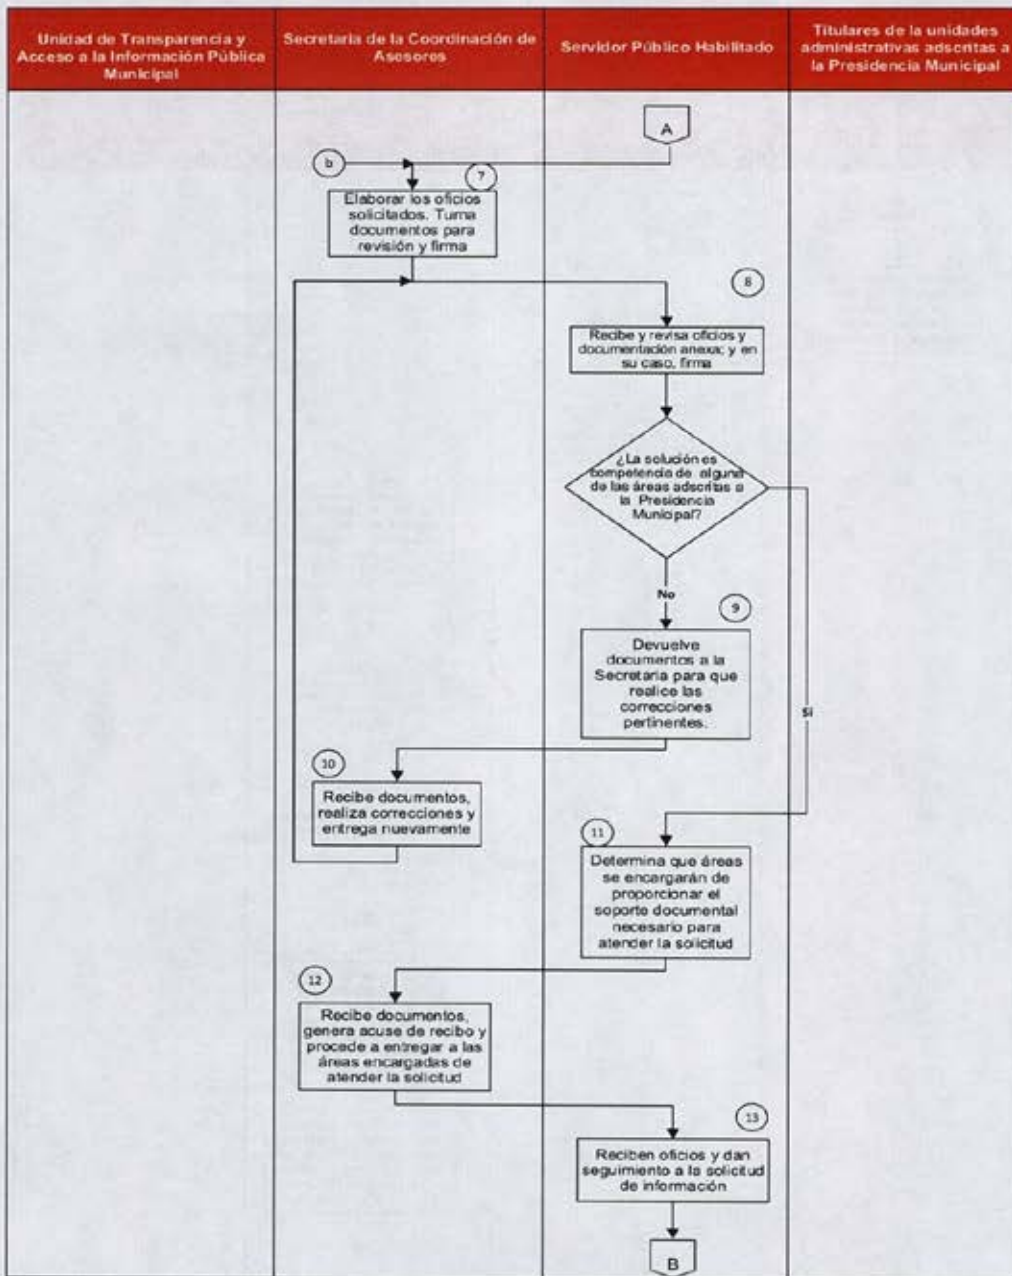 Unidad de Transparencia y
Acceso a la Información Pública
Municipal
Secretaria de la Coordinación de
Asesores
Servidor Público Habilitado
Titulares de la unidades
administrativas adscritas a
la Presidencia Municipal
A
b
7
Elaborar los oficios
solicitados. Turna
documentos para
revisión y firma
8
Recibe y revisa oficios y
documentación anexa; y en
su caso, firma
¿La solución es
competencia de alguna
de las áreas adscritas a
la Presidencia
Municipal?
No
9
Devuelve
documentos a la
Secretaria para que
realice las
correcciones
pertinentes.
Si
10
Recibe documentos,
realiza correcciones y
entrega nuevamente
11
Determina que áreas
se encargarán de
proporcionar el
soporte documental
necesario para
atender la solicitud
12
Recibe documentos,
genera acuse de recibo y
procede a entregar a las
áreas encargadas de
atender la solicitud
13
Reciben oficios y dan
seguimiento a la solicitud
de información
B